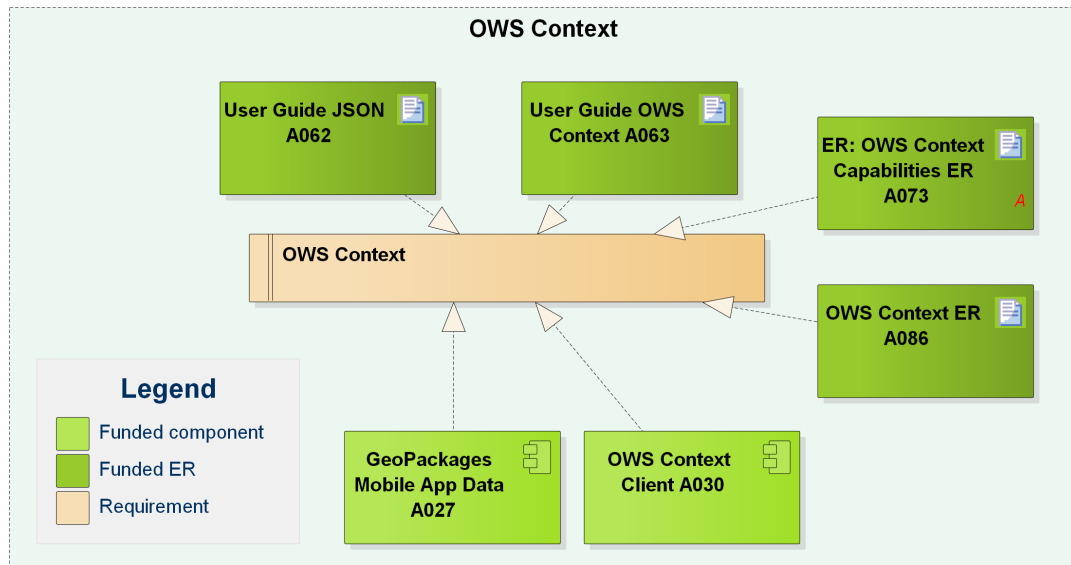 OWS Context
User Guide JSON
A062
User Guide OWS
Context A063
ER: OWS Context
Capabilities ER
A073
A
OWS Context
OWS Context ER
A086
Legend
Funded component
Funded ER
Requirement
GeoPackages
Mobile App Data
A027
OWS Context
Client A030